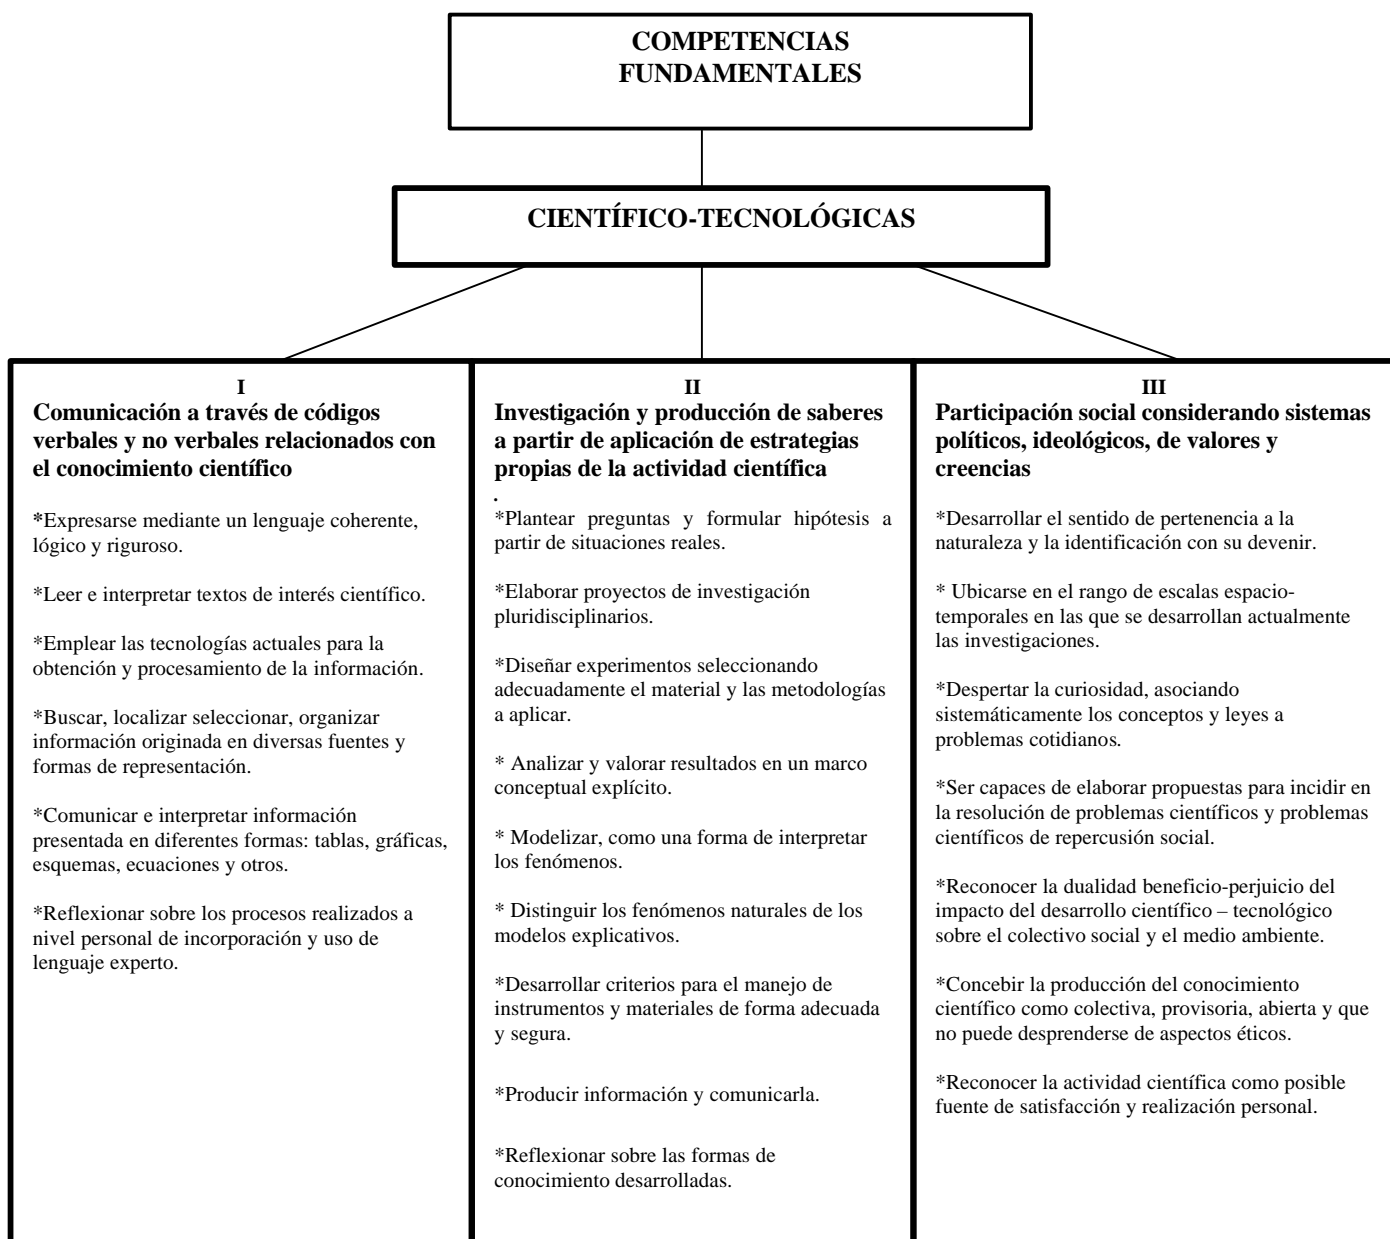 COMPETENCIAS
FUNDAMENTALES
CIENTÍFICO-TECNOLÓGICAS
I
Comunicación a través de códigos
verbales y no verbales relacionados con
el conocimiento científico
*Expresarse mediante un lenguaje coherente,
lógico y riguroso.
*Leer e interpretar textos de interés científico.
*Emplear las tecnologías actuales para la
obtención y procesamiento de la información.
*Buscar, localizar seleccionar, organizar
información originada en diversas fuentes y
formas de representación.
*Comunicar e interpretar información
presentada en diferentes formas: tablas, gráficas,
esquemas, ecuaciones y otros.
*Reflexionar sobre los procesos realizados a
nivel personal de incorporación y uso de
lenguaje experto.
II
Investigación y producción de saberes
a partir de aplicación de estrategias
propias de la actividad científica
.
*Plantear preguntas y formular hipótesis a
partir de situaciones reales.
*Elaborar proyectos de investigación
pluridisciplinarios.
*Diseñar experimentos seleccionando
adecuadamente el material y las metodologías
a aplicar.
* Analizar y valorar resultados en un marco
conceptual explícito.
* Modelizar, como una forma de interpretar
los fenómenos.
* Distinguir los fenómenos naturales de los
modelos explicativos.
*Desarrollar criterios para el manejo de
instrumentos y materiales de forma adecuada
y segura.
*Producir información y comunicarla.
*Reflexionar sobre las formas de
conocimiento desarrolladas.
III
Participación social considerando sistemas
políticos, ideológicos, de valores y
creencias
*Desarrollar el sentido de pertenencia a la
naturaleza y la identificación con su devenir.
* Ubicarse en el rango de escalas espacio-
temporales en las que se desarrollan actualmente
las investigaciones.
*Despertar la curiosidad, asociando
sistemáticamente los conceptos y leyes a
problemas cotidianos.
*Ser capaces de elaborar propuestas para incidir en
la resolución de problemas científicos y problemas
científicos de repercusión social.
*Reconocer la dualidad beneficio-perjuicio del
impacto del desarrollo científico – tecnológico
sobre el colectivo social y el medio ambiente.
*Concebir la producción del conocimiento
científico como colectiva, provisoria, abierta y que
no puede desprenderse de aspectos éticos.
*Reconocer la actividad científica como posible
fuente de satisfacción y realización personal.